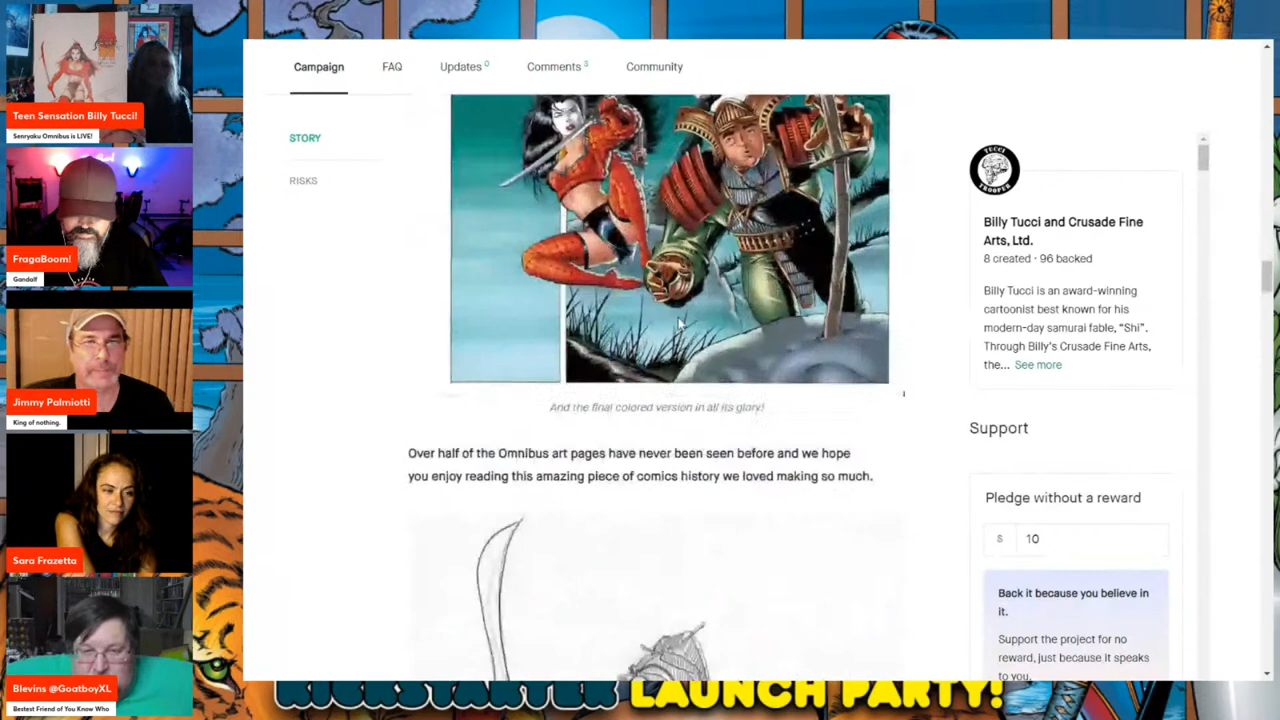 Teen Sensation Billy Tucci!
Senryaku Omnibus is LIVE!
FragaBoom!
Gandalf
Jimmy Palmiotti
King of nothing.
Sara Frazetta
Blevins @GoatboyXL
Bestest Friend of You Know Who
Campaign
FAQ
Updates 0
Comments 3
Community
STORY
RISKS
And the final colored version in all its glory!
Over half of the Omnibus art pages have never been seen before and we hope
you enjoy reading this amazing piece of comics history we loved making so much.
TUCCI
TROOPER
Billy Tucci and Crusade Fine
Arts, Ltd.
8 created · 96 backed
Billy Tucci is an award-winning
cartoonist best known for his
modern-day samurai fable, “Shi”.
Through Billy's Crusade Fine Arts,
the... See more
Support
Pledge without a reward
$ 10
Back it because you believe in
it.
Support the project for no
reward, just because it speaks
to you.
KICKSTARTER LAUNCH PARTY!